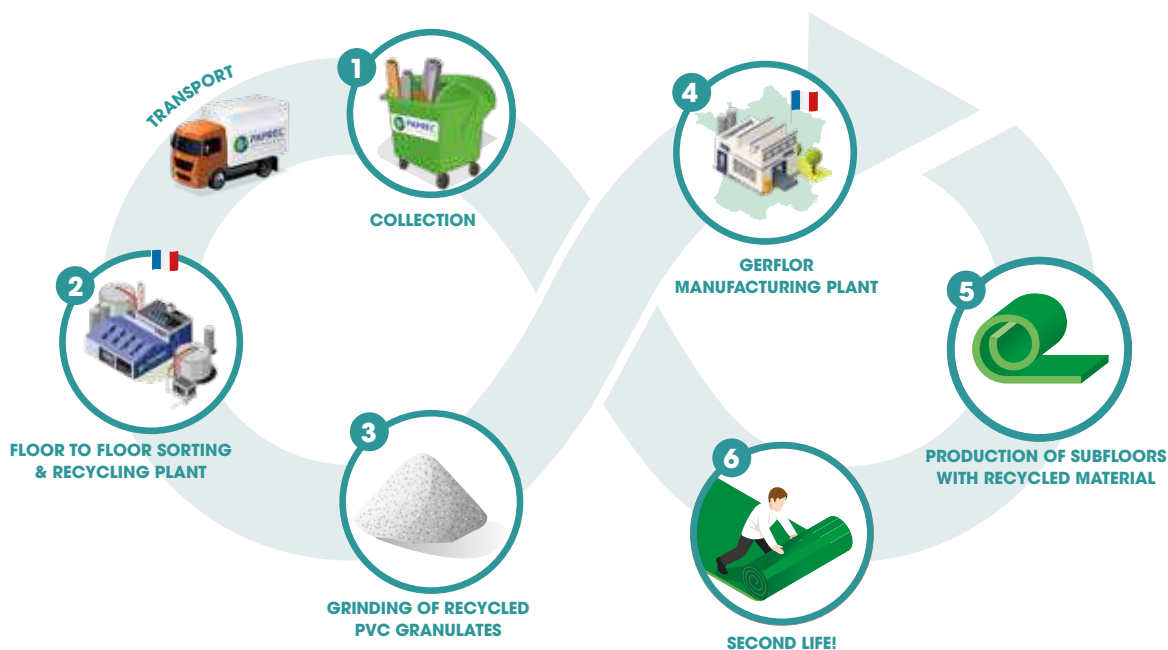 TRANSPORT
PAPREC
1
PAPREC
COLLECTION
2
FLOOR TO FLOOR SORTING
& RECYCLING PLANT
3
GRINDING OF RECYCLED
PVC GRANULATES
4
GERFLOR
MANUFACTURING PLANT
5
PRODUCTION OF SUBFLOORS
WITH RECYCLED MATERIAL
6
SECOND LIFE!